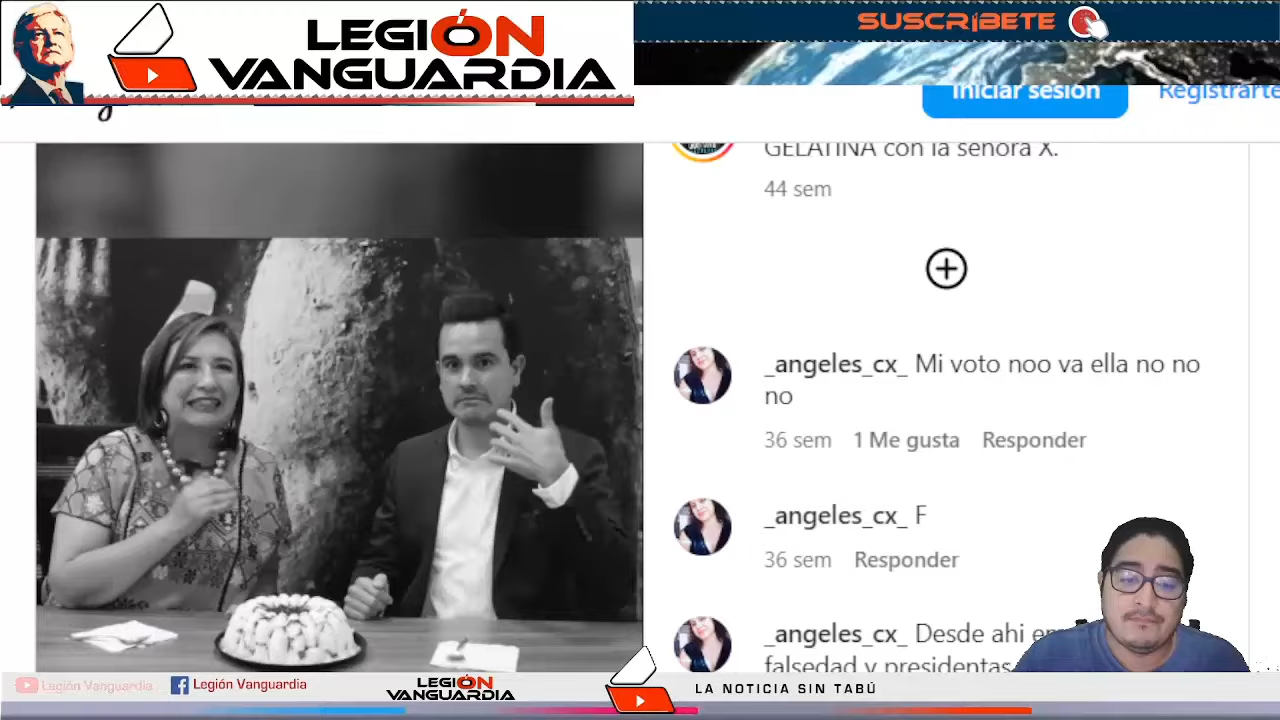 LEGIÓN
VANGUARDIA
SUSCRÍBETE
Iniciar sesión
Registrarte
GELATINA con la señora X.
44 sem
_angeles_cx_ Mi voto noo va ella no no
no
36 sem 1 Me gusta Responder
_angeles_cx_ F
36 sem Responder
_angeles_cx_ Desde ahi
falsedad y presidentas
Legión Vanguardia
Legión Vanguardia
LEGIÓN
VANGUARDIA
LA NOTICIA SIN TABÚ